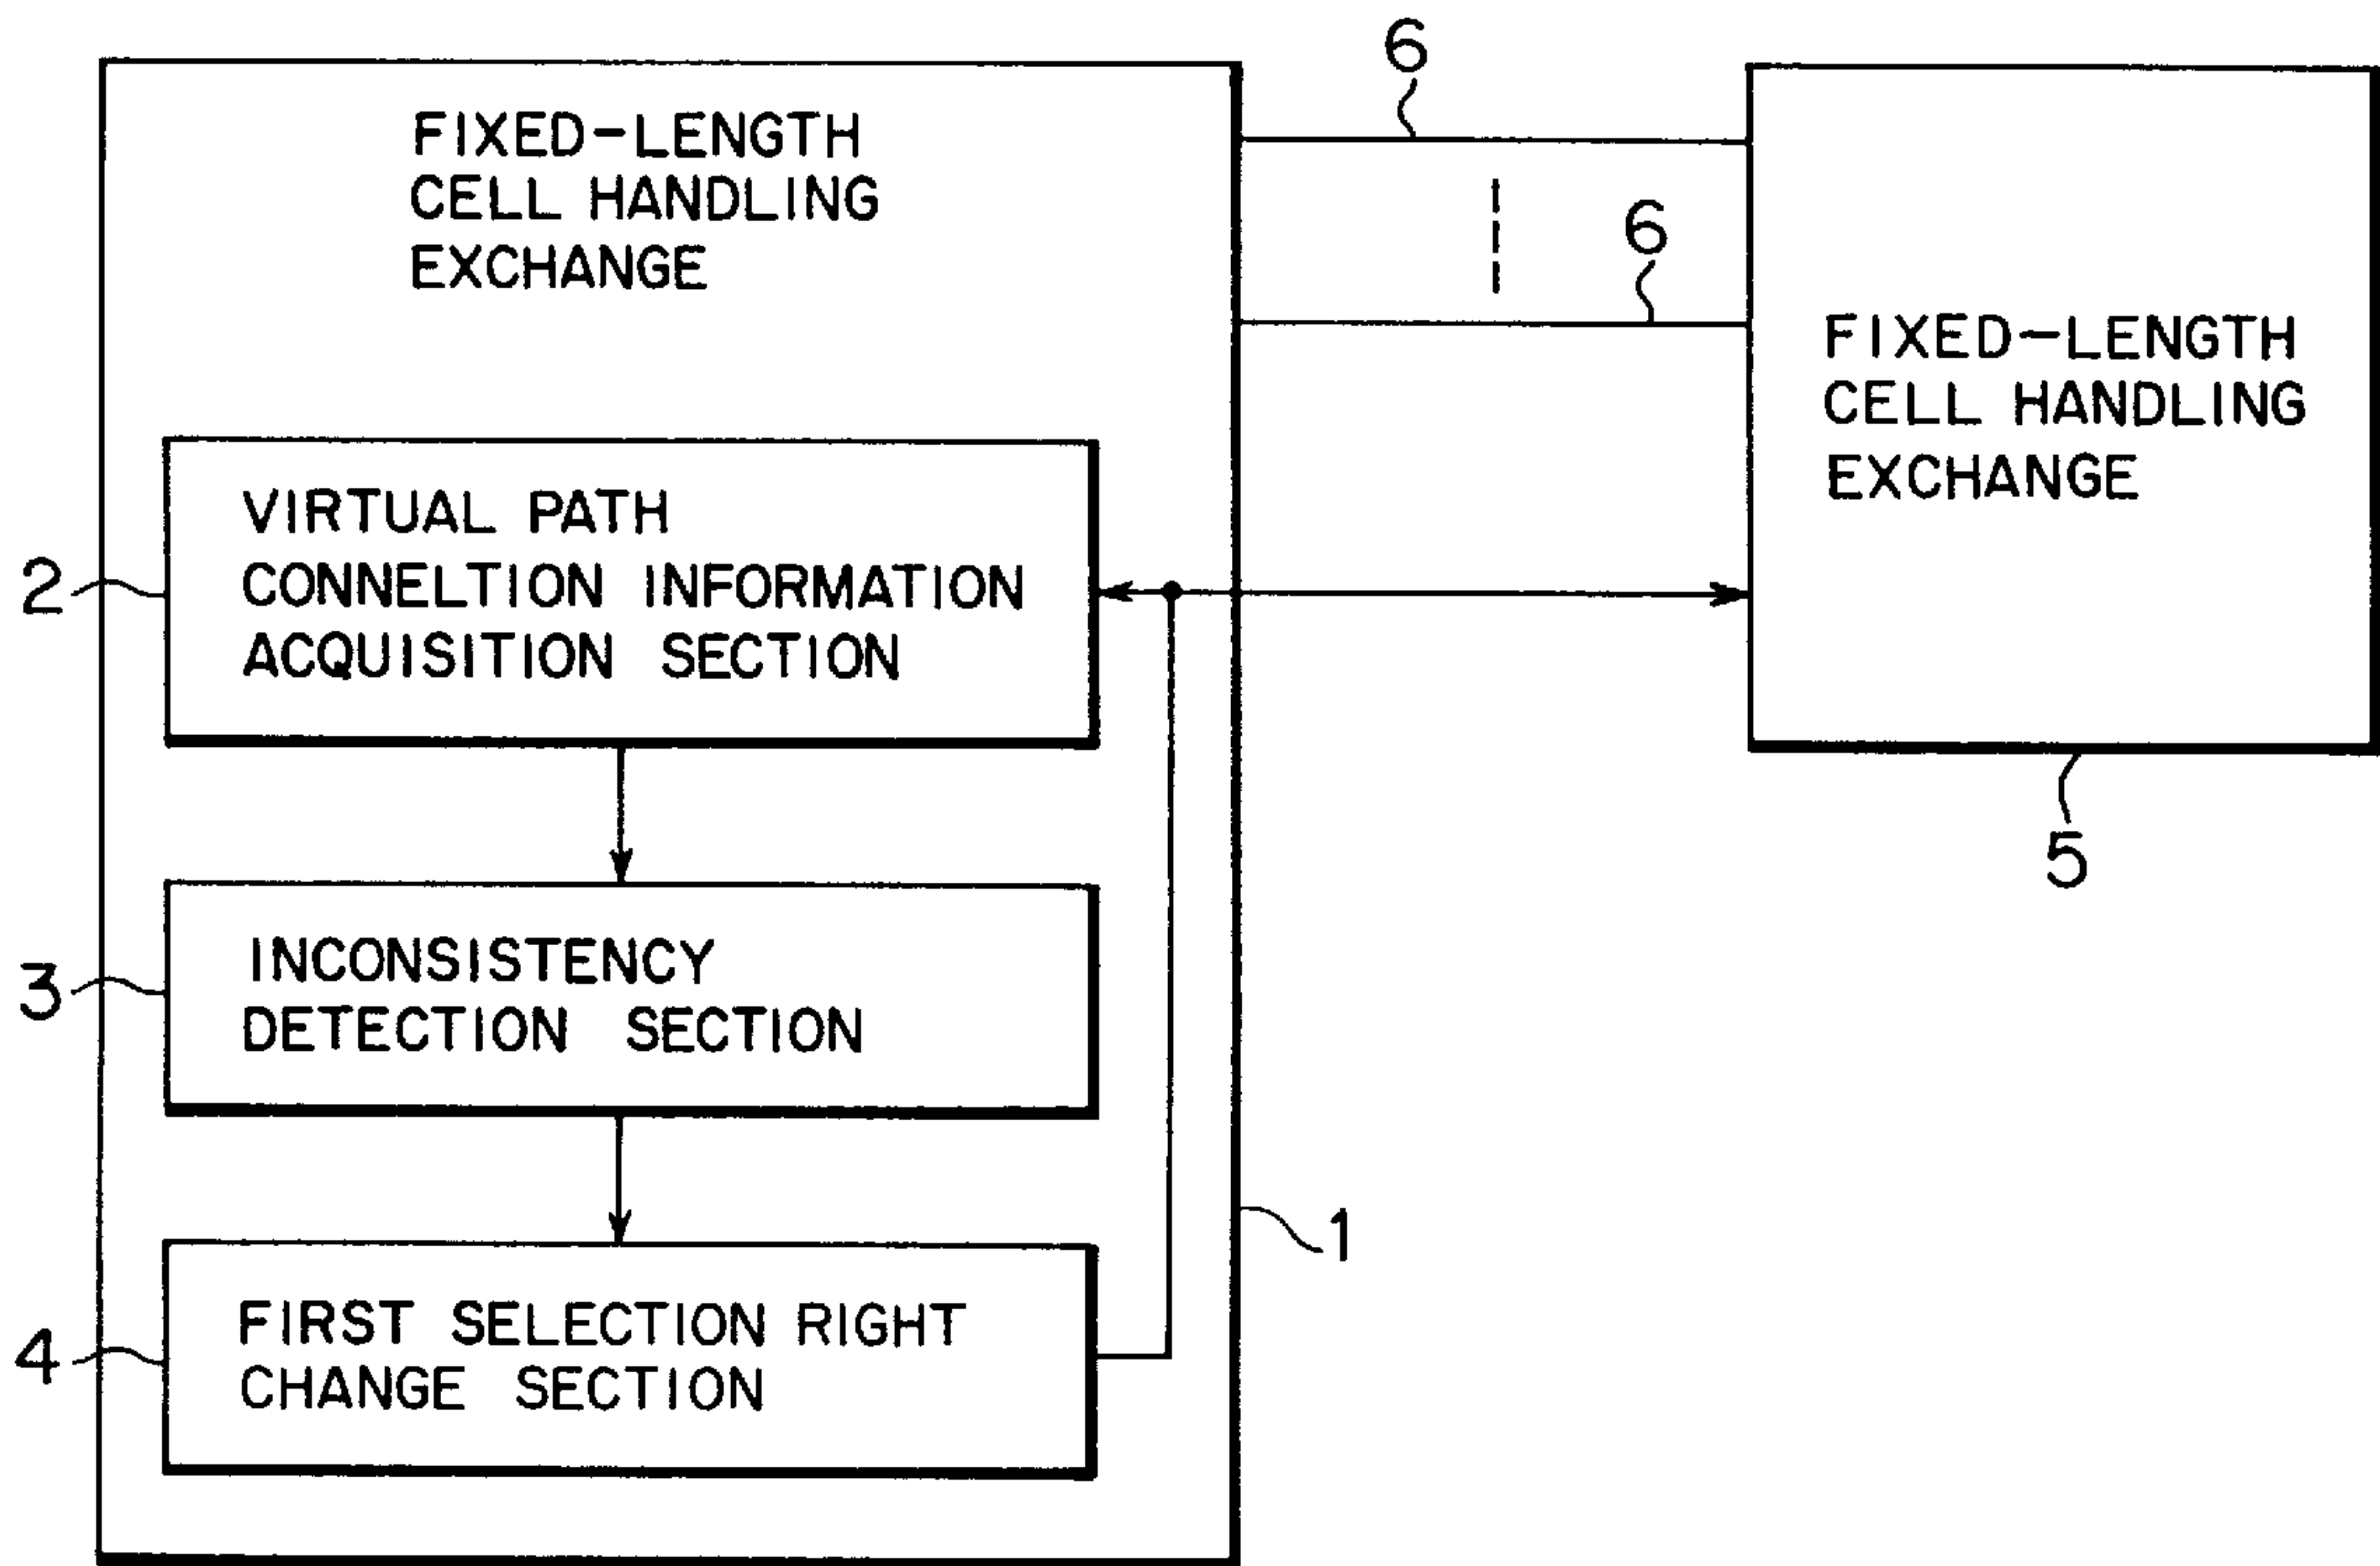 6
FIXED-LENGTH
CELL HANDLING
EXCHANGE
6
FIXED-LENGTH
CELL HANDLING
EXCHANGE
2
VIRTUAL PATH
CONNELTION INFORMATION
ACQUISITION SECTION
5
3
INCONSISTENCY
DETECTION SECTION
1
4
FIRST SELECTION RIGHT
CHANGE SECTION